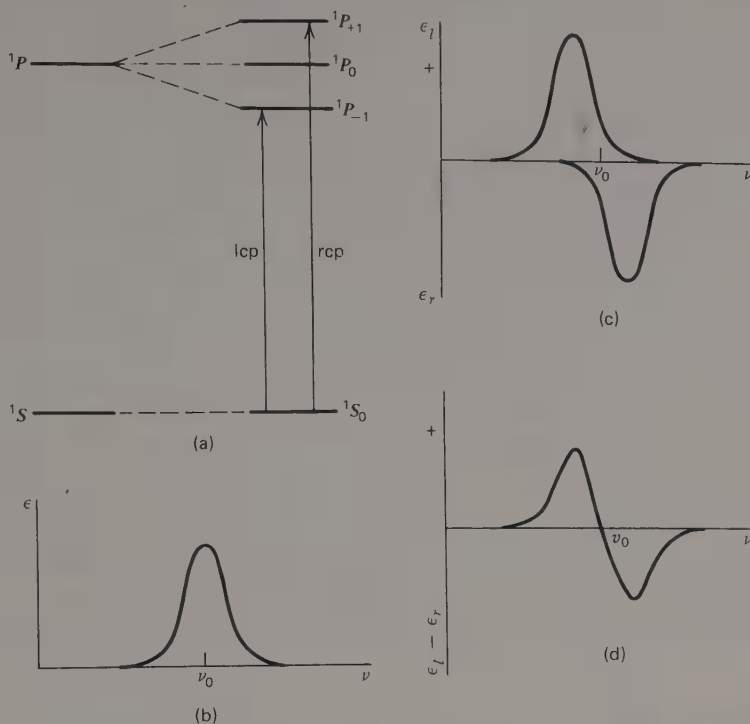 ¹P
¹P₊₁
¹P₀
¹P₋₁
lcp
rcp
¹S
¹S₀
(a)
ϵ
ν₀
ν
(b)
ϵₗ
+
ν₀
ν
ϵᵣ
(c)
+
ν₀
ν
ϵₗ − ϵᵣ
(d)